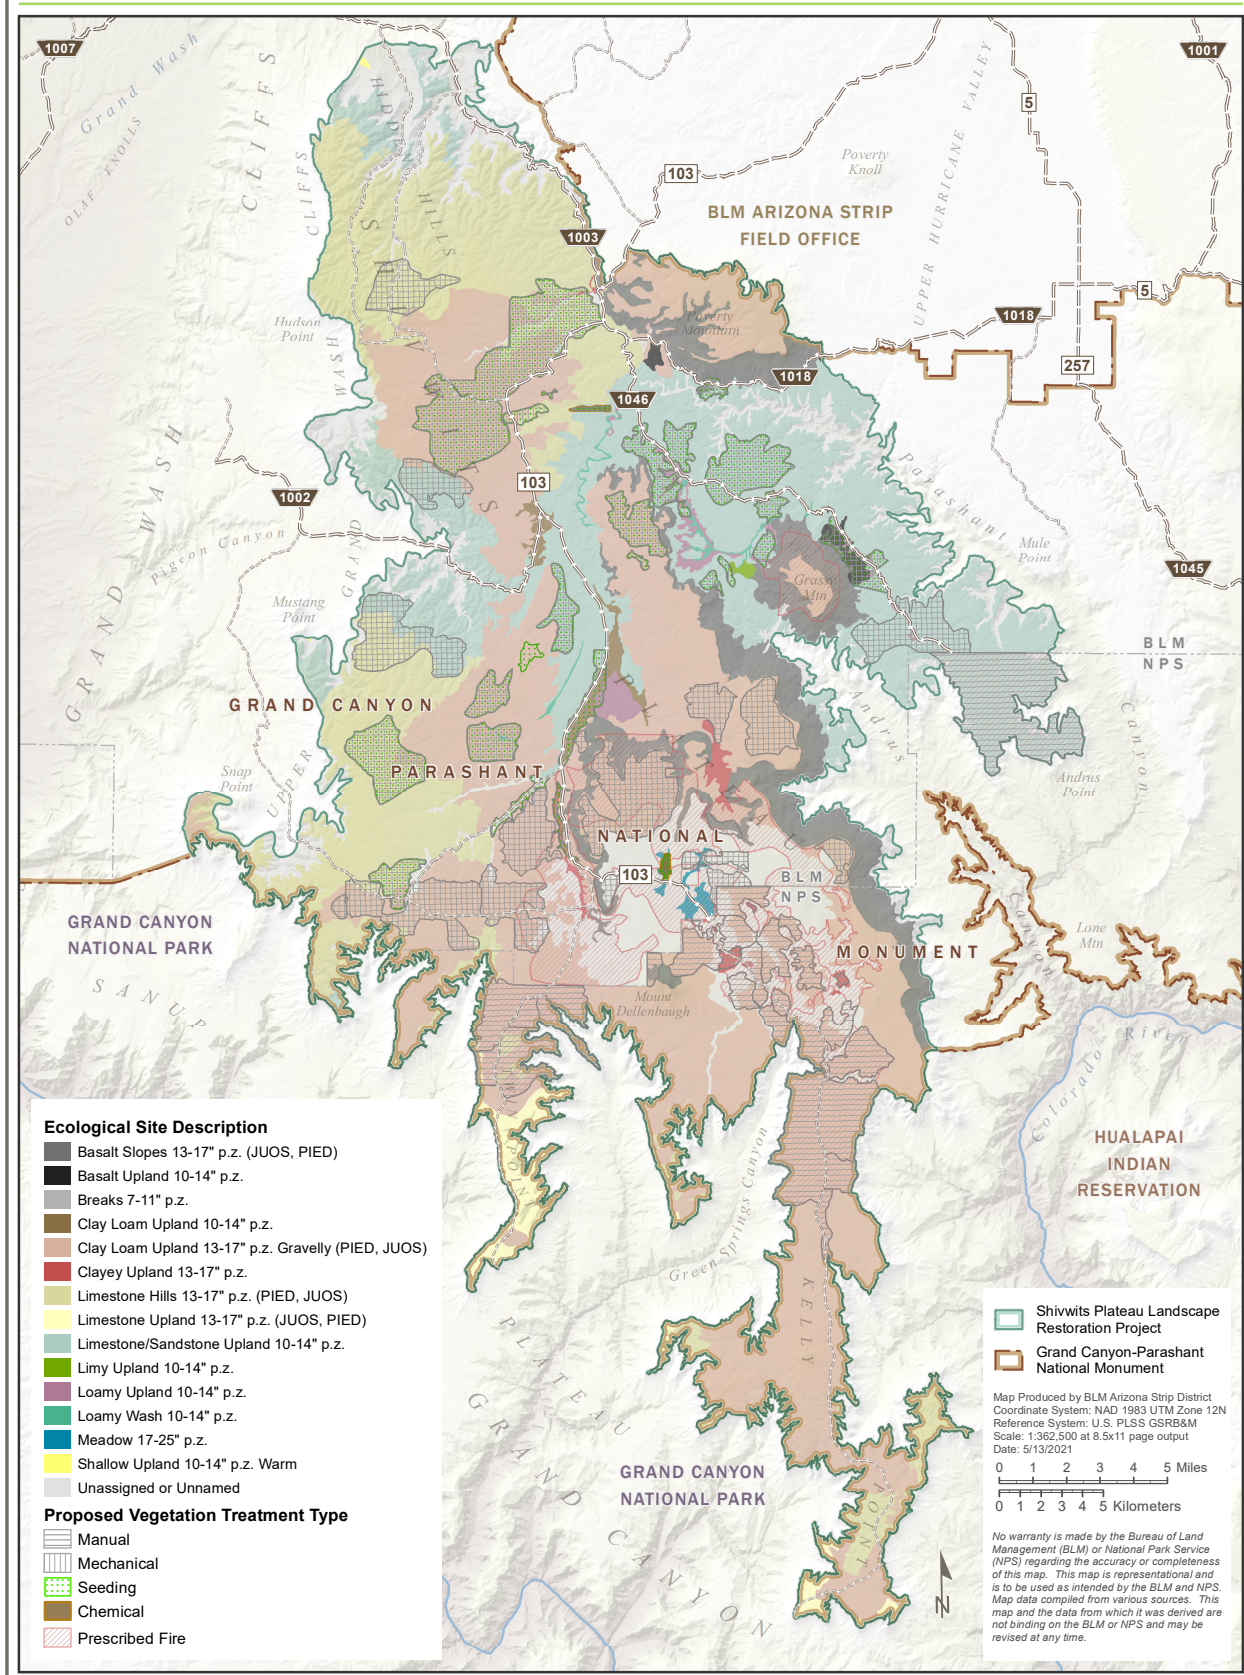 1007
1001
Grand Wash
OLAF KNOLLS
CLIFFS
CLIFFS
HIDDEN
HILLS
UPPER HURRICANE VALLEY
5
103
Poverty
Knoll
BLM ARIZONA STRIP
FIELD OFFICE
1003
5
Hudson
Point
Poverty
Mountain
1018
1018
257
WASH
1046
WASH
103
1002
Parashant
Pigeon Canyon
GRAND
Mule
Point
1045
Grassy
Mtn
Mustang
Point
GRAND
BLM
NPS
GRAND CANYON
Andrus
Canyon
PARASHANT
Snap
Point
UPPER
Andrus
Point
NATIONAL
103
BLM
NPS
GRAND CANYON
NATIONAL PARK
Canyon
Lone
Mtn
MONUMENT
SANUP
Mount
Dellenbaugh
Colorado River
POINT
Green Springs Canyon
HUALAPAI
INDIAN
RESERVATION
KELLY
PLATEAU
GRAND CANYON
GRAND CANYON
NATIONAL PARK
POINT
Ecological Site Description
Basalt Slopes 13-17" p.z. (JUOS, PIED)
Basalt Upland 10-14" p.z.
Breaks 7-11" p.z.
Clay Loam Upland 10-14" p.z.
Clay Loam Upland 13-17" p.z. Gravelly (PIED, JUOS)
Clayey Upland 13-17" p.z.
Limestone Hills 13-17" p.z. (PIED, JUOS)
Limestone Upland 13-17" p.z. (JUOS, PIED)
Limestone/Sandstone Upland 10-14" p.z.
Limy Upland 10-14" p.z.
Loamy Upland 10-14" p.z.
Loamy Wash 10-14" p.z.
Meadow 17-25" p.z.
Shallow Upland 10-14" p.z. Warm
Unassigned or Unnamed
Proposed Vegetation Treatment Type
Manual
Mechanical
Seeding
Chemical
Prescribed Fire
Shivwits Plateau Landscape
Restoration Project
Grand Canyon-Parashant
National Monument
Map Produced by BLM Arizona Strip District
Coordinate System: NAD 1983 UTM Zone 12N
Reference System: U.S. PLSS GSRB&M
Scale: 1:362,500 at 8.5x11 page output
Date: 5/13/2021
0 1 2 3 4 5 Miles
0 1 2 3 4 5 Kilometers
No warranty is made by the Bureau of Land
Management (BLM) or National Park Service
(NPS) regarding the accuracy or completeness
of this map. This map is representational and
is to be used as intended by the BLM and NPS.
Map data compiled from various sources. This
map and the data from which it was derived are
not binding on the BLM or NPS and may be
revised at any time.
N